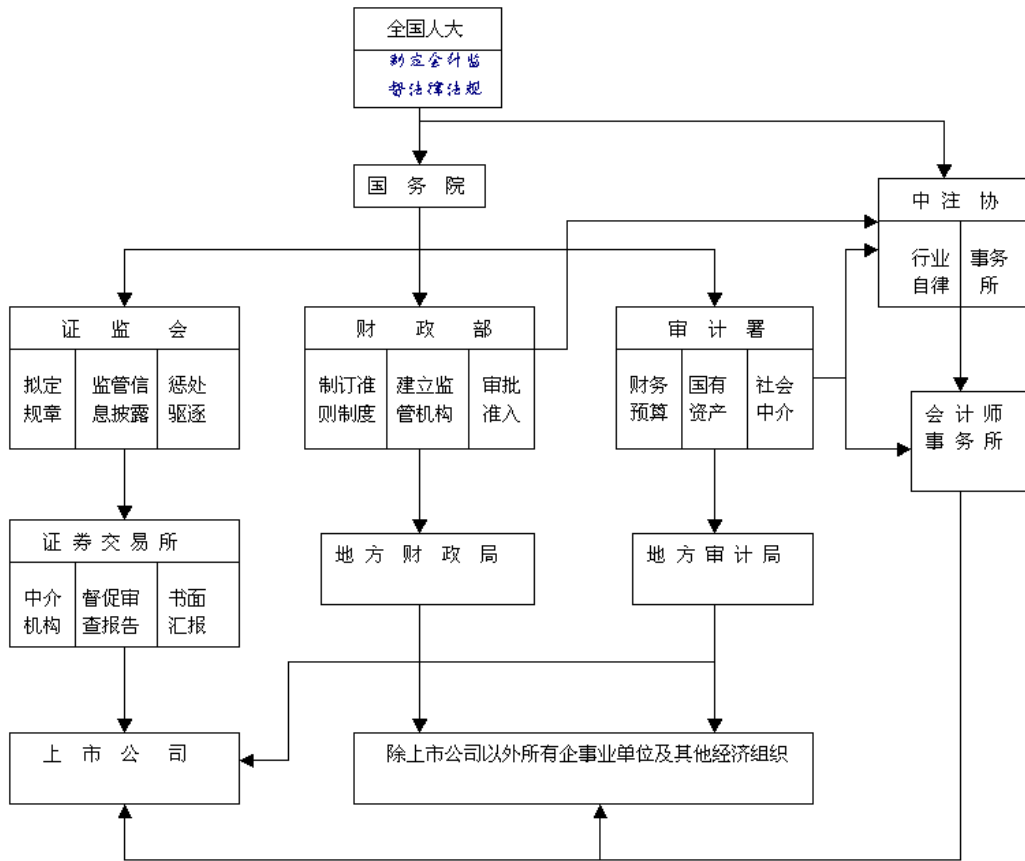 全国人大
制定会计监
督法律法规
国务院
中注协
行业
自律
事务
所
证监会
拟定
规章
监管信
息披露
惩处
驱逐
财政部
制订准
则制度
建立监
管机构
审批
准入
审计署
财务
预算
国有
资产
社会
中介
会计师
事务所
证券交易所
中介
机构
督促审
查报告
书面
汇报
地方财政局
地方审计局
上市公司
除上市公司以外所有企事业单位及其他经济组织